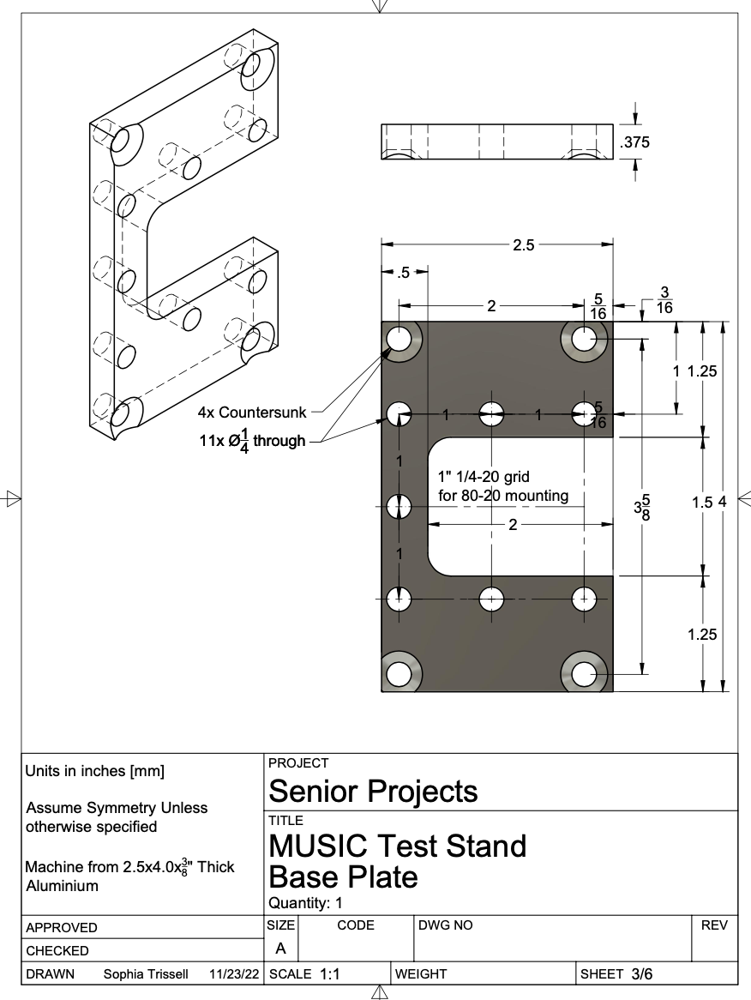 .375
2.5
.5
2
5/16
3/16
1
1.25
4x Countersunk
11x Ø1/4 through
1
1
5/16
1
1" 1/4-20 grid
for 80-20 mounting
3 5/8
1.5
4
2
1
1.25
Units in inches [mm]
Assume Symmetry Unless
otherwise specified
Machine from 2.5x4.0x3/8" Thick
Aluminium
PROJECT
Senior Projects
TITLE
MUSIC Test Stand
Base Plate
Quantity: 1
APPROVED
CHECKED
DRAWN Sophia Trissell 11/23/22
SIZE
A
CODE
DWG NO
REV
SCALE 1:1
WEIGHT
SHEET 3/6